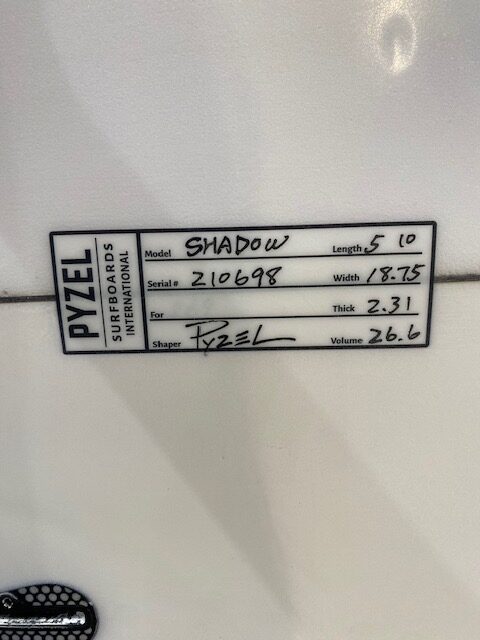 PYZEL
SURFBOARDS
INTERNATIONAL
Model SHADOW Length 5 10
Serial # 210698 Width 18.75
For Thick 2.31
Shaper PYZEL Volume 26.6